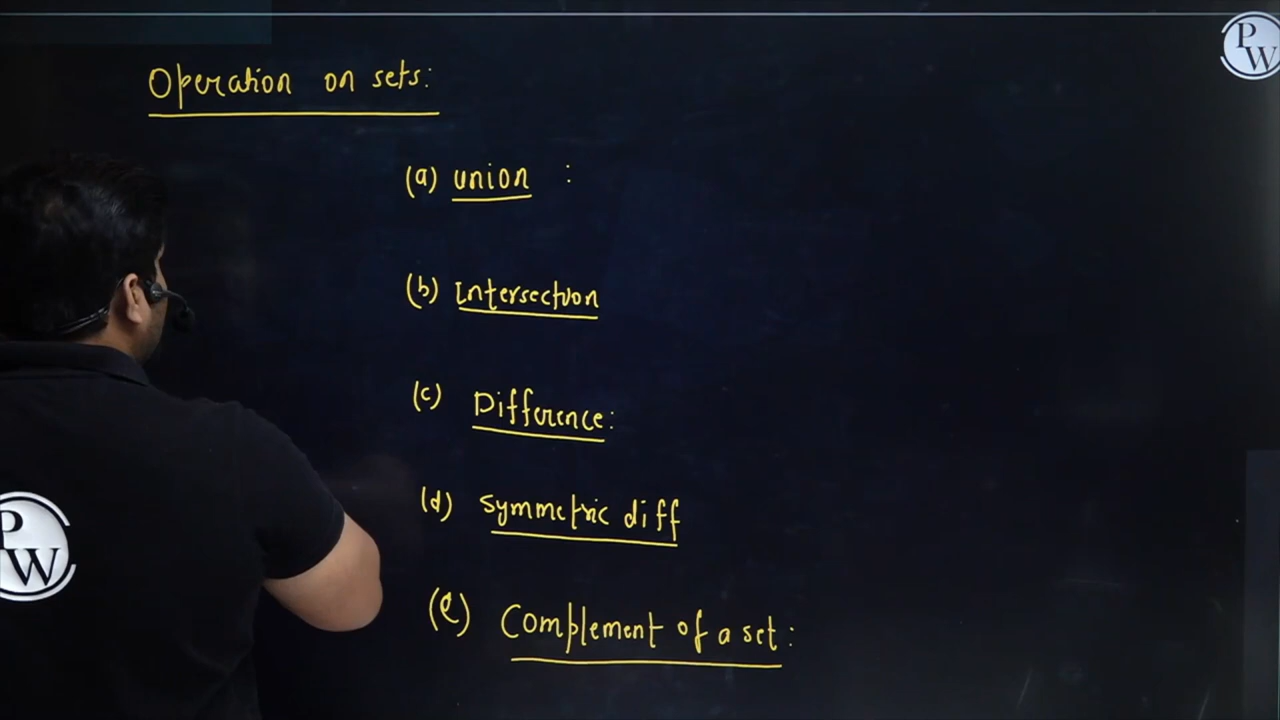 PW
Operation on sets:
(a) union :
(b) Intersection
(c) Difference:
(d) Symmetric diff
(e) Complement of a set:
PW